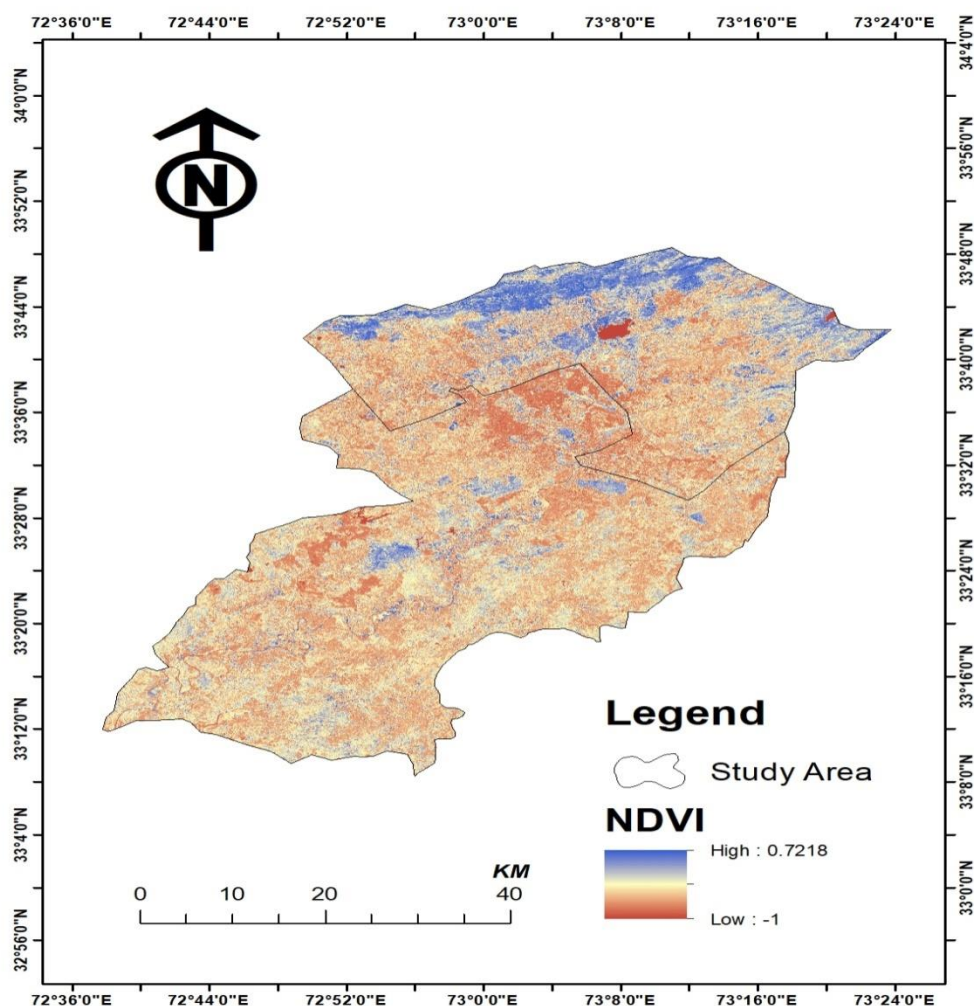 72°36'0"E 72°44'0"E 72°52'0"E 73°0'0"E 73°8'0"E 73°16'0"E 73°24'0"E
34°4'0"N
34°0'0"N
33°56'0"N
33°52'0"N
33°48'0"N
33°44'0"N
33°40'0"N
33°36'0"N
33°32'0"N
33°28'0"N
33°24'0"N
33°20'0"N
33°16'0"N
33°12'0"N
33°8'0"N
33°4'0"N
33°0'0"N
32°56'0"N
N
Legend
Study Area
NDVI
High : 0.7218
Low : -1
KM
0 10 20 40
72°36'0"E 72°44'0"E 72°52'0"E 73°0'0"E 73°8'0"E 73°16'0"E 73°24'0"E